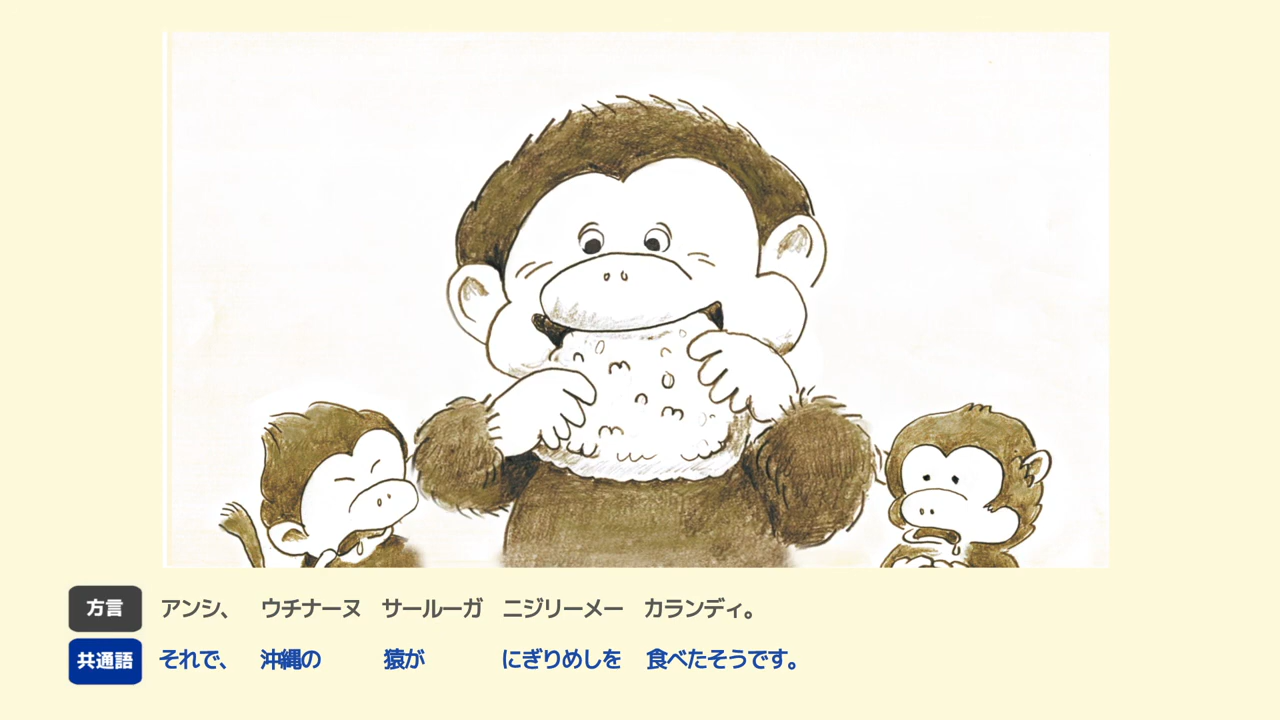 方言 アンシ、 ウチナーヌ サールーガ ニジリーメー カランディ。
共通語 それで、 沖縄の 猿が にぎりめしを 食べたそうです。